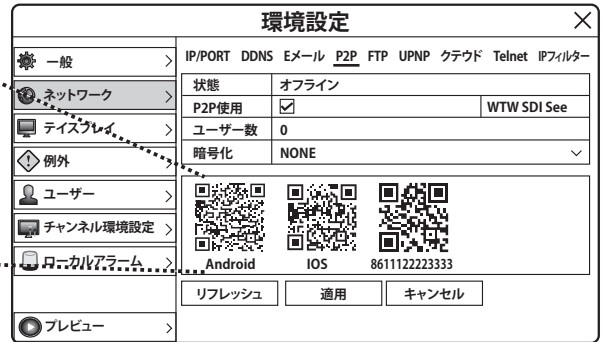 環境設定
一般
ネットワーク
テイスプレイ
例外
ユーザー
チャンネル環境設定
ローカルアラーム
プレビュー
IP/PORT DDNS Eメール P2P FTP UPNP クテウド Telnet IPフィルター
状態 オフライン
P2P使用 WTW SDI See
ユーザー数 0
暗号化 NONE
Android IOS 8611122223333
リフレッシュ 適用 キャンセル